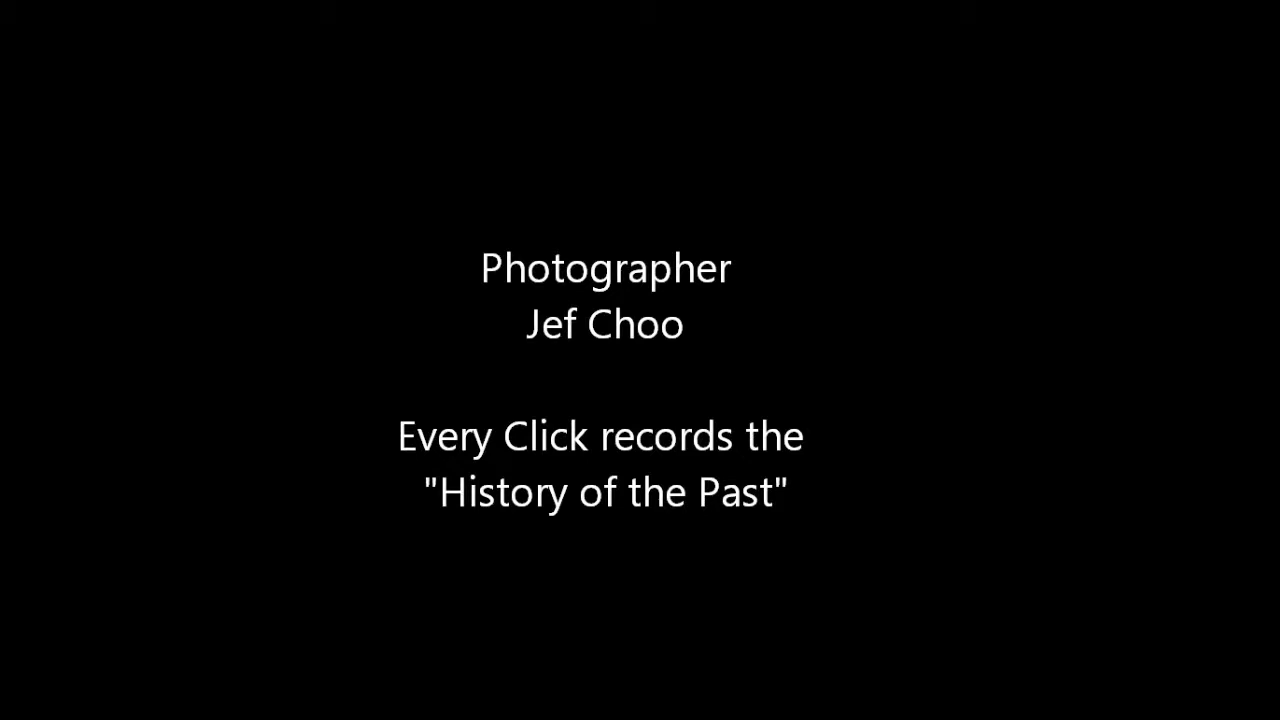 Photographer
Jef Choo
Every Click records the
"History of the Past"